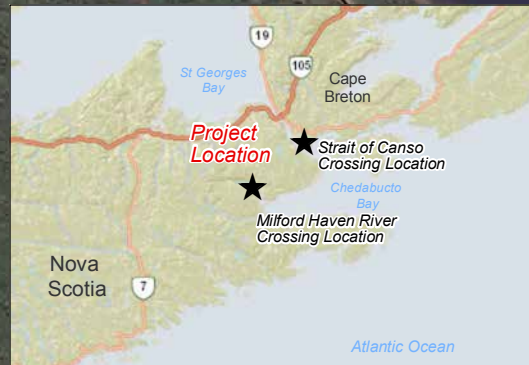 19
105
St Georges
Bay
Cape
Breton
Project
Location
Strait of Canso
Crossing Location
Chedabucto
Bay
Milford Haven River
Crossing Location
Nova
Scotia
7
Atlantic Ocean